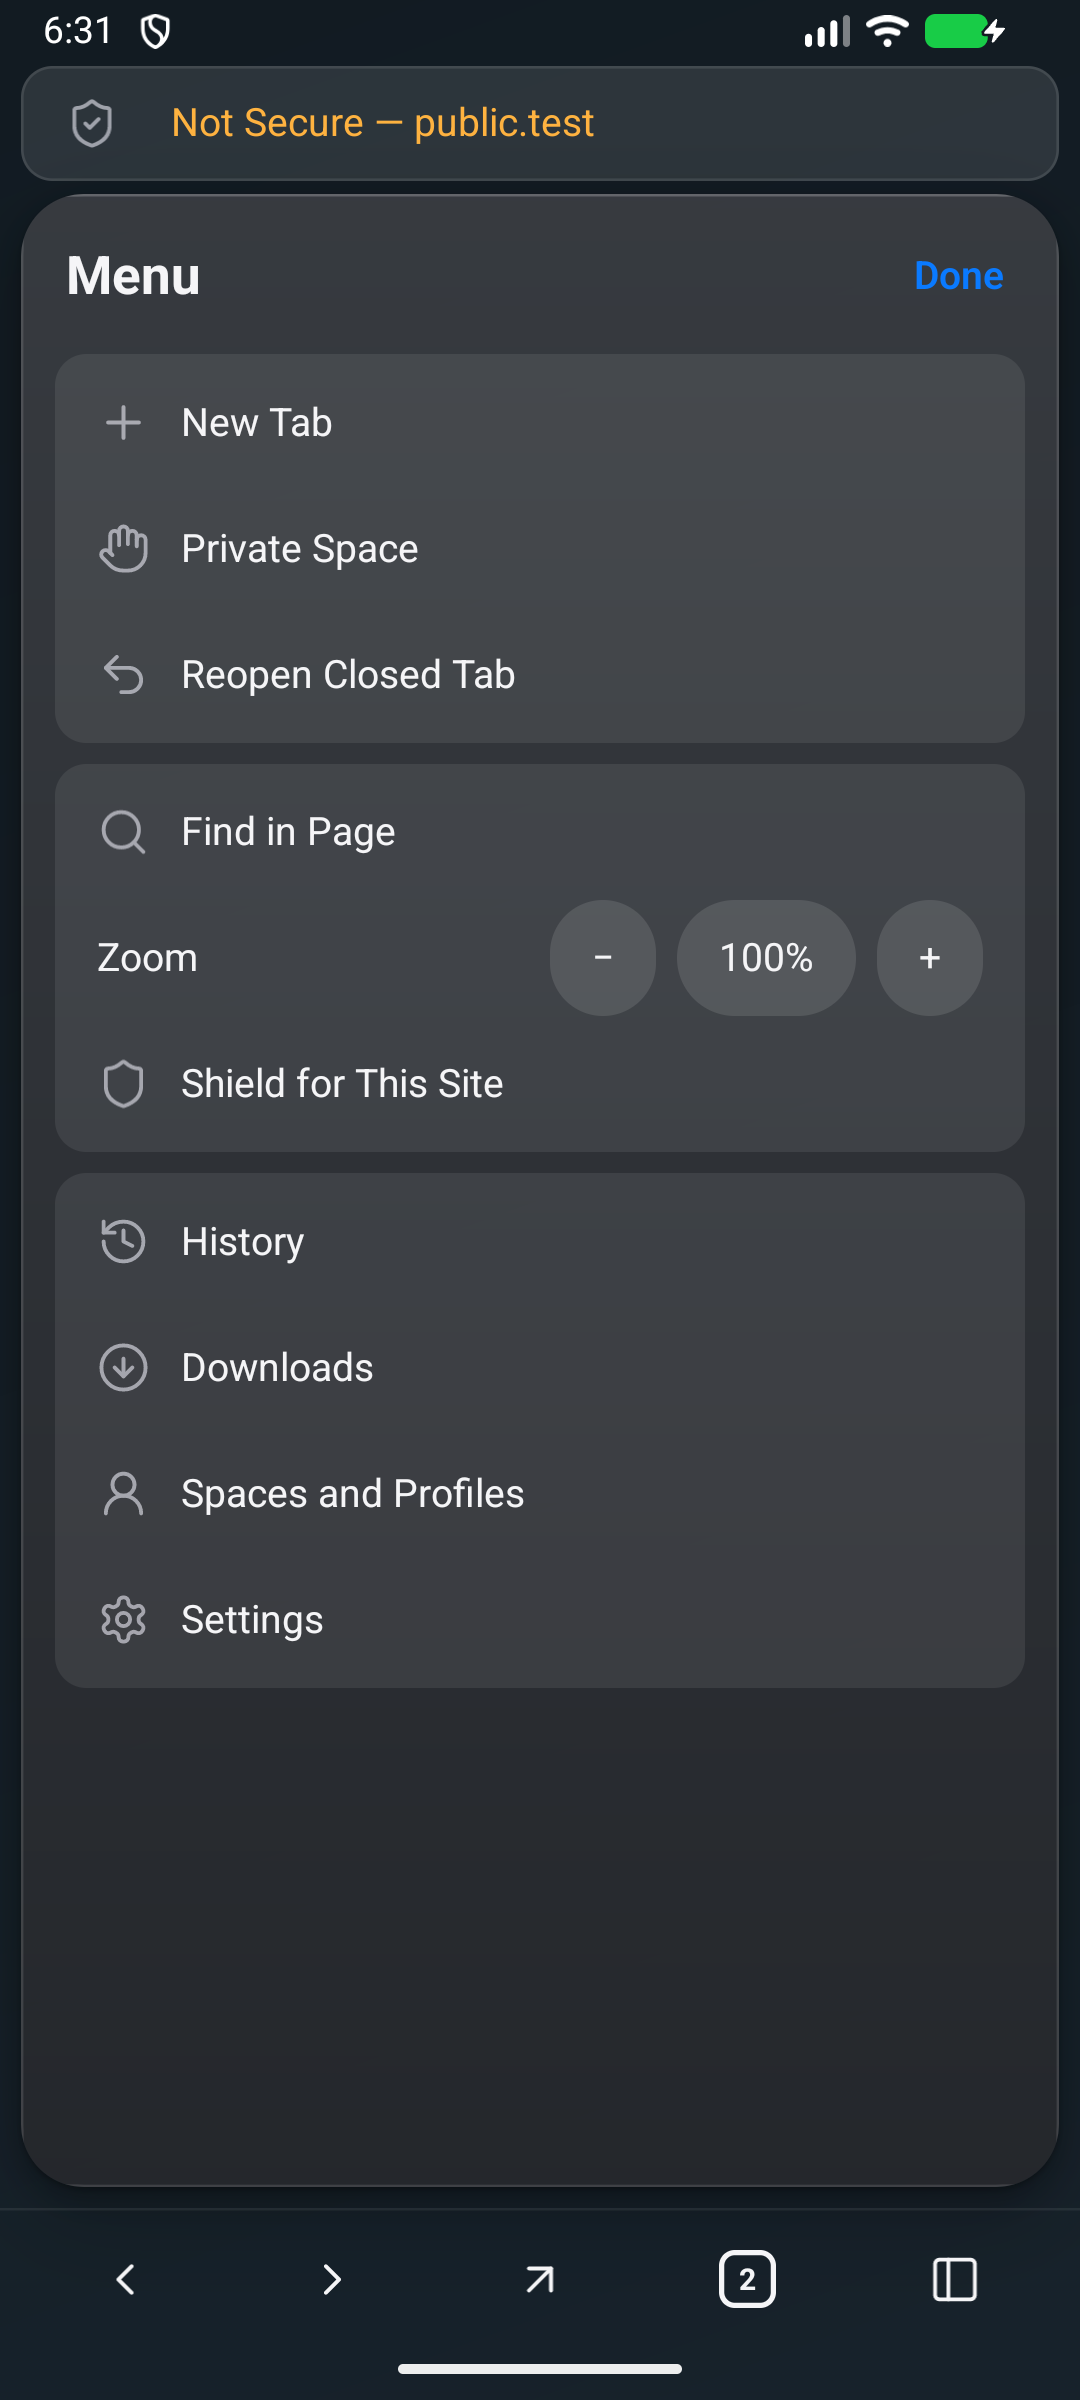 6:31
Not Secure — public.test
Menu
Done
New Tab
Private Space
Reopen Closed Tab
Find in Page
Zoom
−
100%
+
Shield for This Site
History
Downloads
Spaces and Profiles
Settings
2